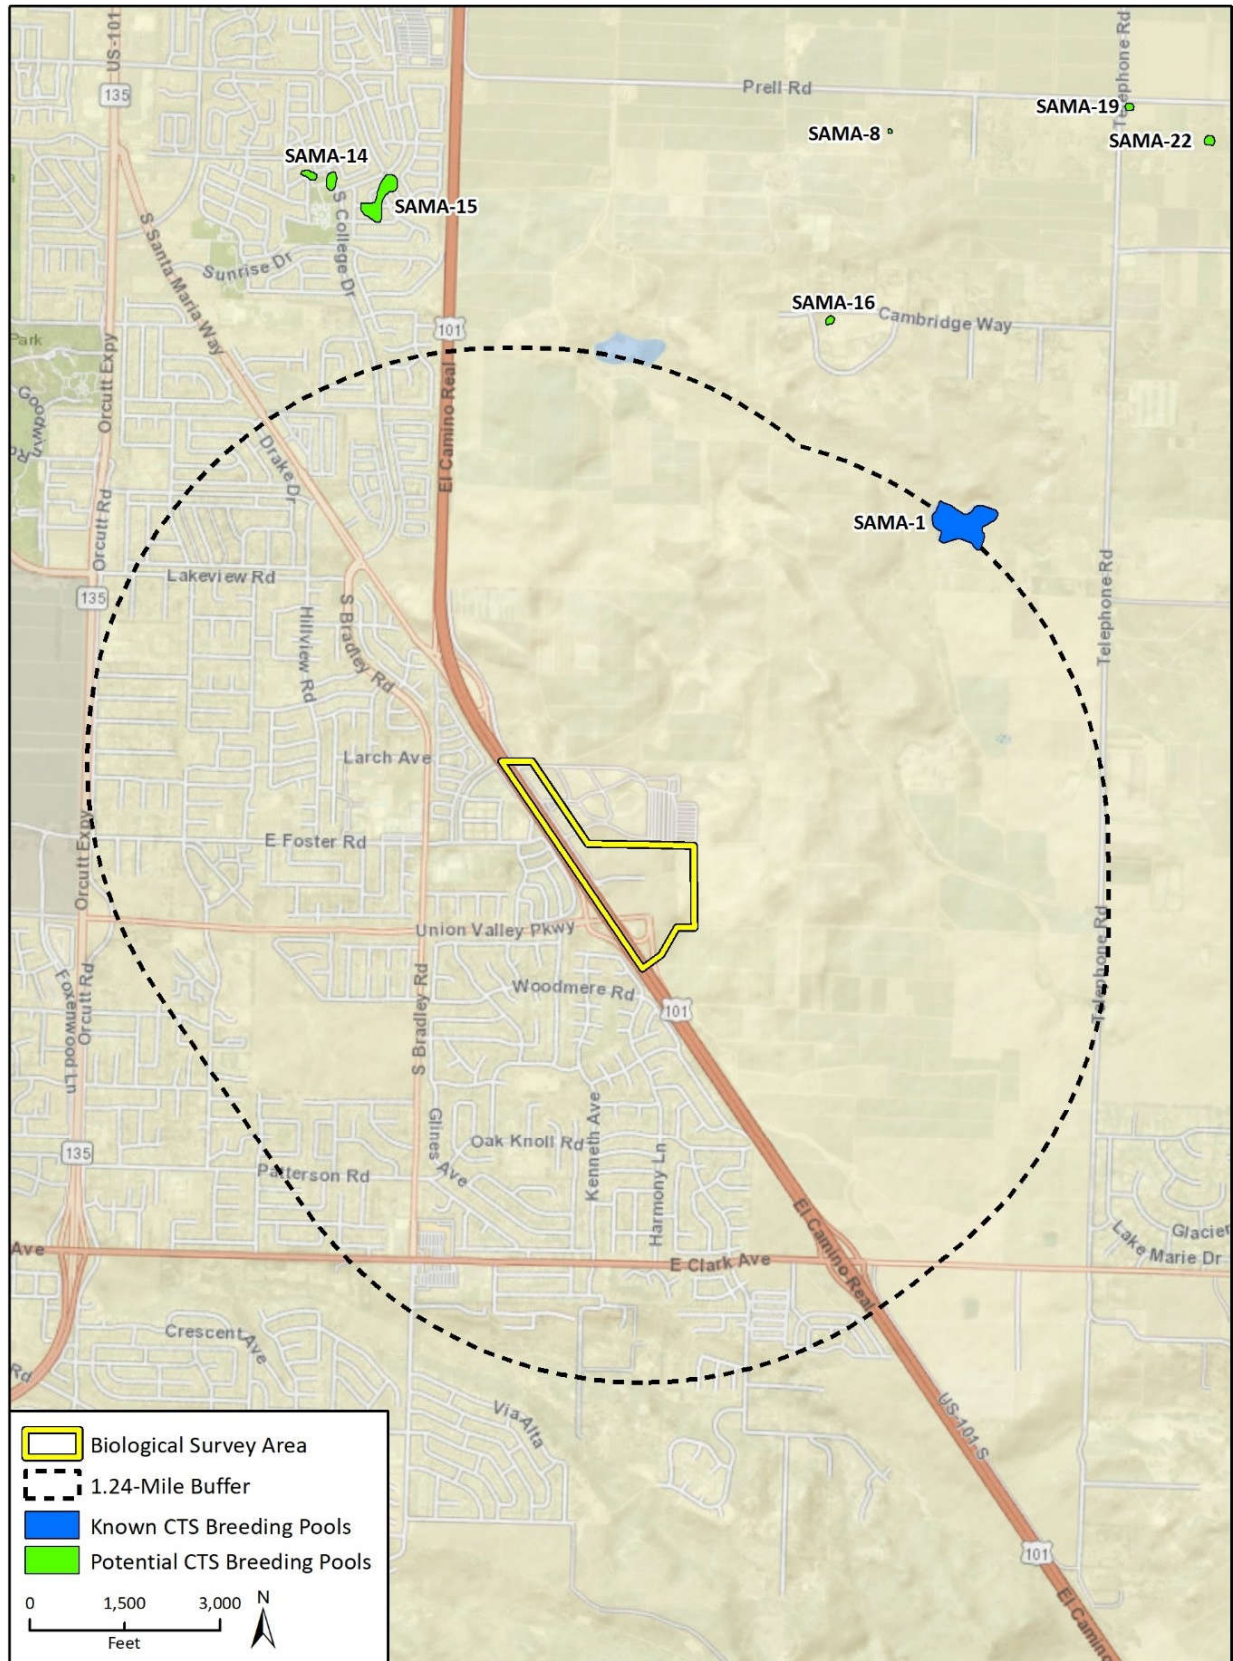 US-101
Telephone Rd
135
Prell Rd
SAMA-19
SAMA-8
SAMA-22
SAMA-14
SAMA-15
S College Dr
S Santa Maria Way
Sunrise Dr
SAMA-16
Cambridge Way
101
Park
Goodwin
Rd
Orcutt Expy
El Camino Real
Drake Dr
SAMA-1
Orcutt Rd
Lakeview Rd
135
Hillview Rd
S Bradley Rd
Telephone Rd
Larch Ave
E Foster Rd
Orcutt Expy
Union Valley Pkwy
Woodmere Rd
101
Telephone Rd
Foxenwood Ln
Orcutt Rd
S Bradley Rd
Glines Ave
Oak Knoll Rd
Kenneth Ave
Harmony Ln
135
Patterson Rd
El Camino Real
Glacier
Lake Marie Dr
Ave
E Clark Ave
Crescent Ave
Rd
Via Alta
US-101 S
101
El Camino
Biological Survey Area
1.24-Mile Buffer
Known CTS Breeding Pools
Potential CTS Breeding Pools
0 1,500 3,000
Feet
N